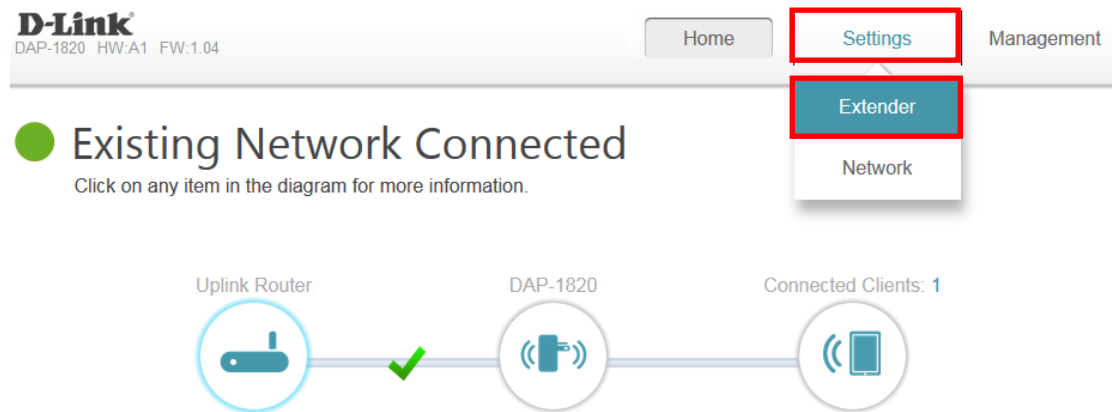 D-Link
DAP-1820 HW:A1 FW:1.04
Home Settings Management
Extender
Network
Existing Network Connected
Click on any item in the diagram for more information.
Uplink Router DAP-1820 Connected Clients: 1